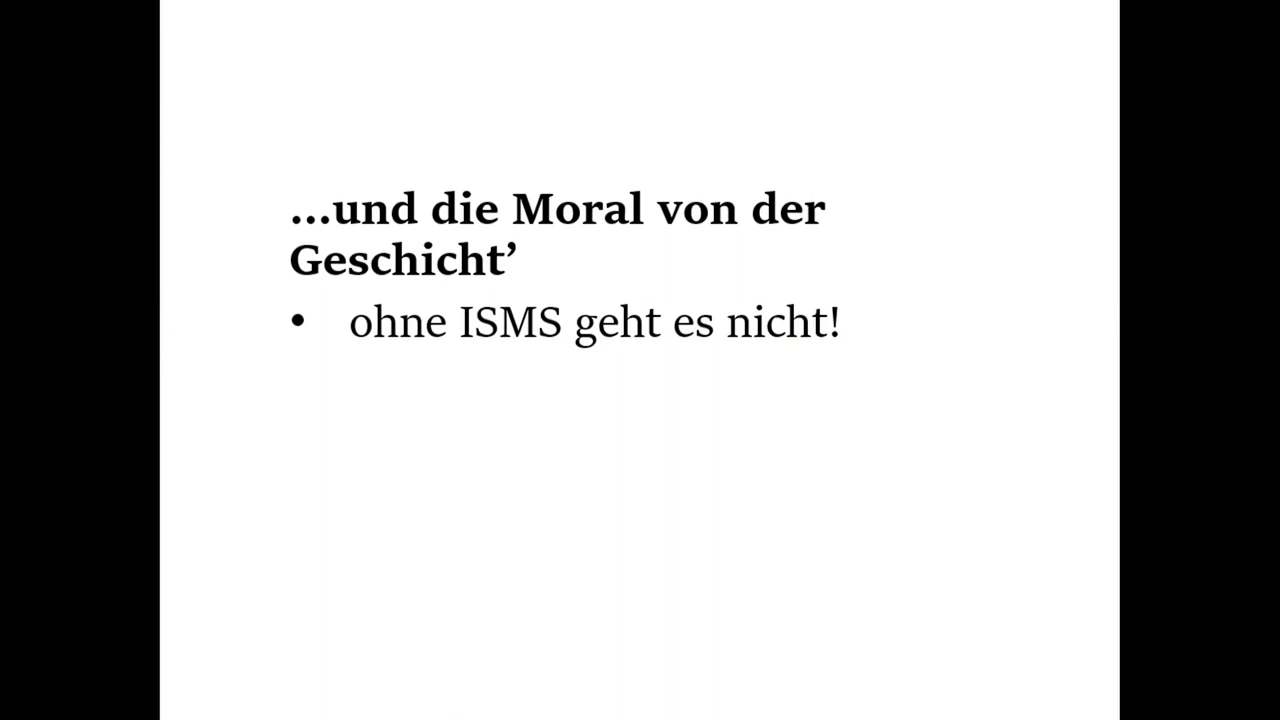 …und die Moral von der
Geschicht’
• ohne ISMS geht es nicht!